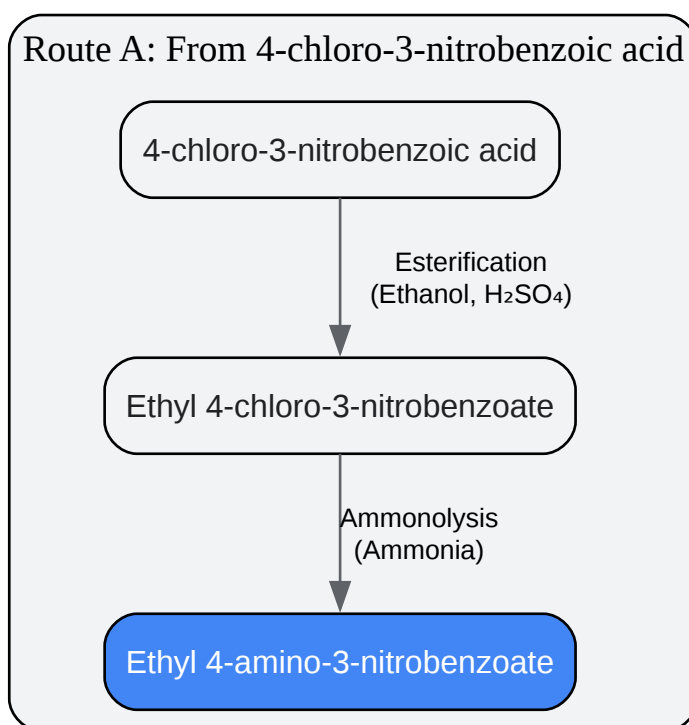 Route A: From 4-chloro-3-nitrobenzoic acid
4-chloro-3-nitrobenzoic acid
Esterification
(Ethanol, H₂SO₄)
Ethyl 4-chloro-3-nitrobenzoate
Ammonolysis
(Ammonia)
Ethyl 4-amino-3-nitrobenzoate